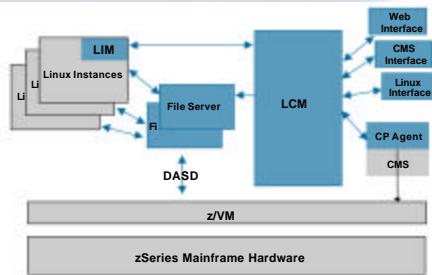 LIM
Linux Instances
Li
Li
File Server
Fi
DASD
LCM
Web
Interface
CMS
Interface
Linux
Interface
CP Agent
CMS
z/VM
zSeries Mainframe Hardware